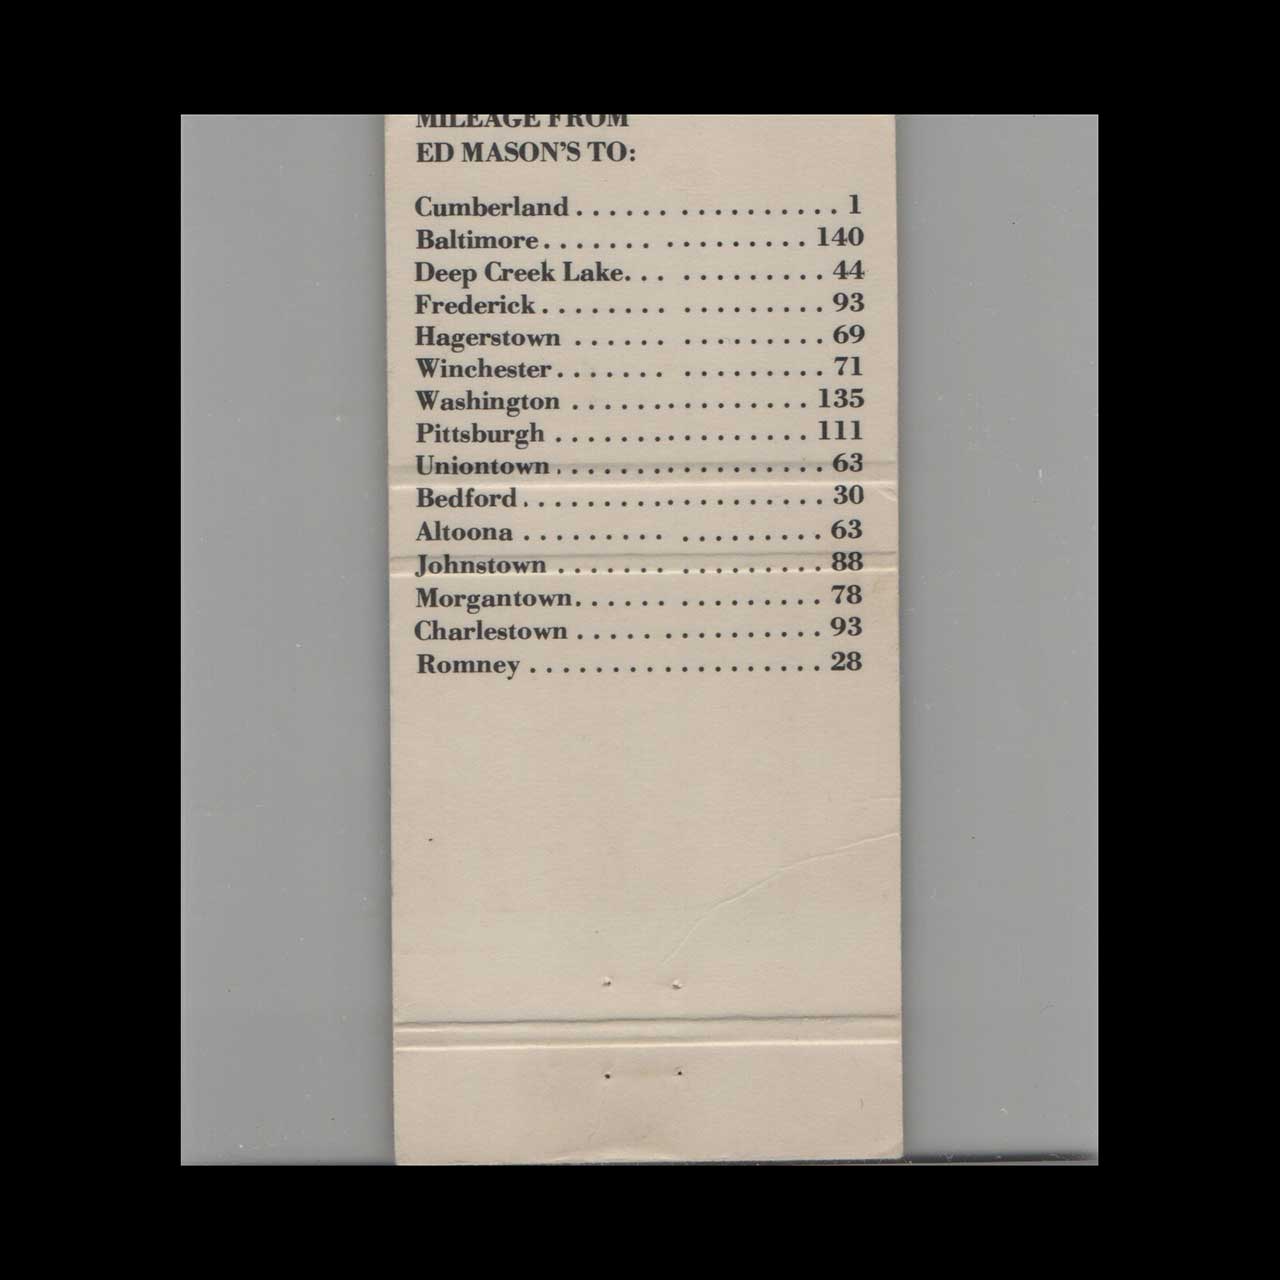 MILEAGE FROM
ED MASON'S TO:
Cumberland . . . . . . . . . . . . . . . . . . . 1
Baltimore . . . . . . . . . . . . . . . . . 140
Deep Creek Lake . . . . . . . . . . . . 44
Frederick . . . . . . . . . . . . . . . . . 93
Hagerstown . . . . . . . . . . . . . . . 69
Winchester . . . . . . . . . . . . . . . . 71
Washington . . . . . . . . . . . . . . . 135
Pittsburgh . . . . . . . . . . . . . . . . 111
Uniontown . . . . . . . . . . . . . . . . . 63
Bedford . . . . . . . . . . . . . . . . . . . 30
Altoona . . . . . . . . . . . . . . . . . . 63
Johnstown . . . . . . . . . . . . . . . . 88
Morgantown . . . . . . . . . . . . . . . 78
Charlestown . . . . . . . . . . . . . . . 93
Romney . . . . . . . . . . . . . . . . . . 28